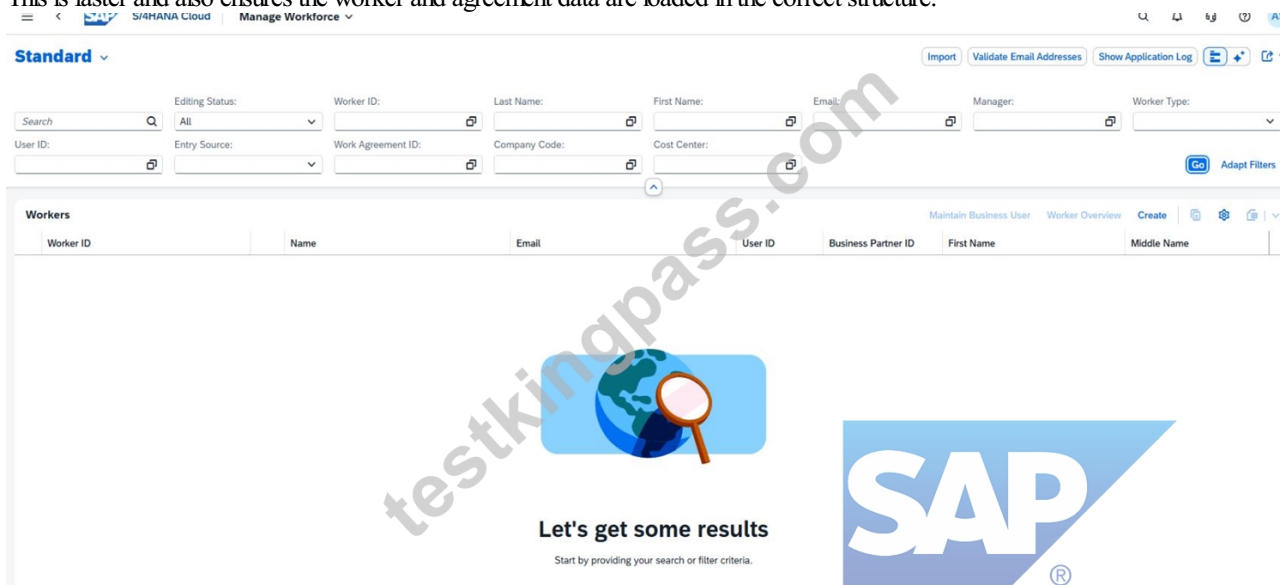 This is faster and also ensures the worker and agreement data are loaded in the correct structure.
SAP S/4HANA Cloud Manage Workforce
Standard
Import Validate Email Addresses Show Application Log
Editing Status: Worker ID: Last Name: First Name: Email: Manager: Worker Type:
Search All
User ID: Entry Source: Work Agreement ID: Company Code: Cost Center:
Go Adapt Filters
Workers
Maintain Business User Worker Overview Create
Worker ID Name Email User ID Business Partner ID First Name Middle Name
testkingpass.com
Let's get some results
Start by providing your search or filter criteria.
SAP
®